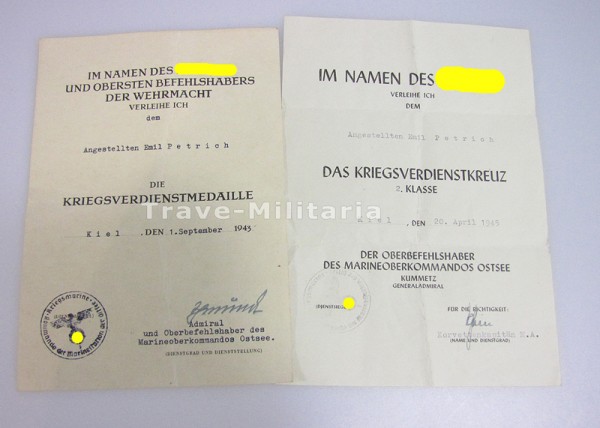 IM NAMEN DES
UND OBERSTEN BEFEHLSHABERS
DER WEHRMACHT
VERLEIHE ICH
dem
Angestellten Emil Petrich
DIE
KRIEGSVERDIENSTMEDAILLE
Kiel, DEN 1.September 1943
Admiral
und Oberbefehlshaber des
Marineoberkommandos Ostsee.
(DIENSTGRAD UND DIENSTSTELLUNG)
IM NAMEN DES
VERLEIHE ICH
DEM
Angestellten Emil Petrich
DAS KRIEGSVERDIENSTKREUZ
2. KLASSE
Kiel, DEN 20. April 1945
DER OBERBEFEHLSHABER
DES MARINEOBERKOMMANDOS OSTSEE
KUMMETZ
GENERALADMIRAL
FÜR DIE RICHTIGKEIT:
Korvettenkapitän M.A.
(NAME UND DIENSTGRAD)
Trave-Militaria